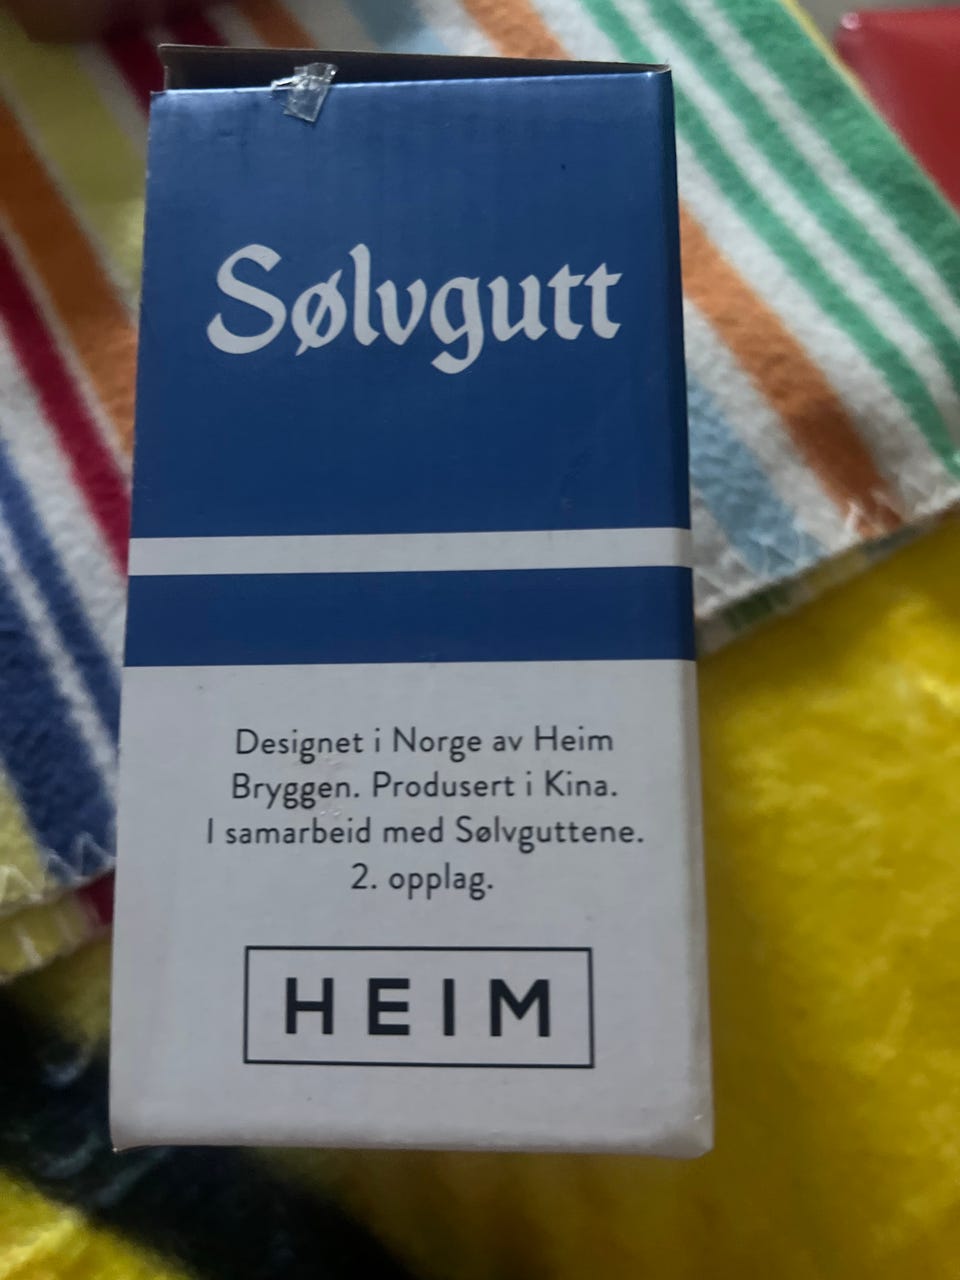 Sølvgutt
Designet i Norge av Heim
Bryggen. Produsert i Kina.
I samarbeid med Sølvguttene.
2. opplag.
HEIM